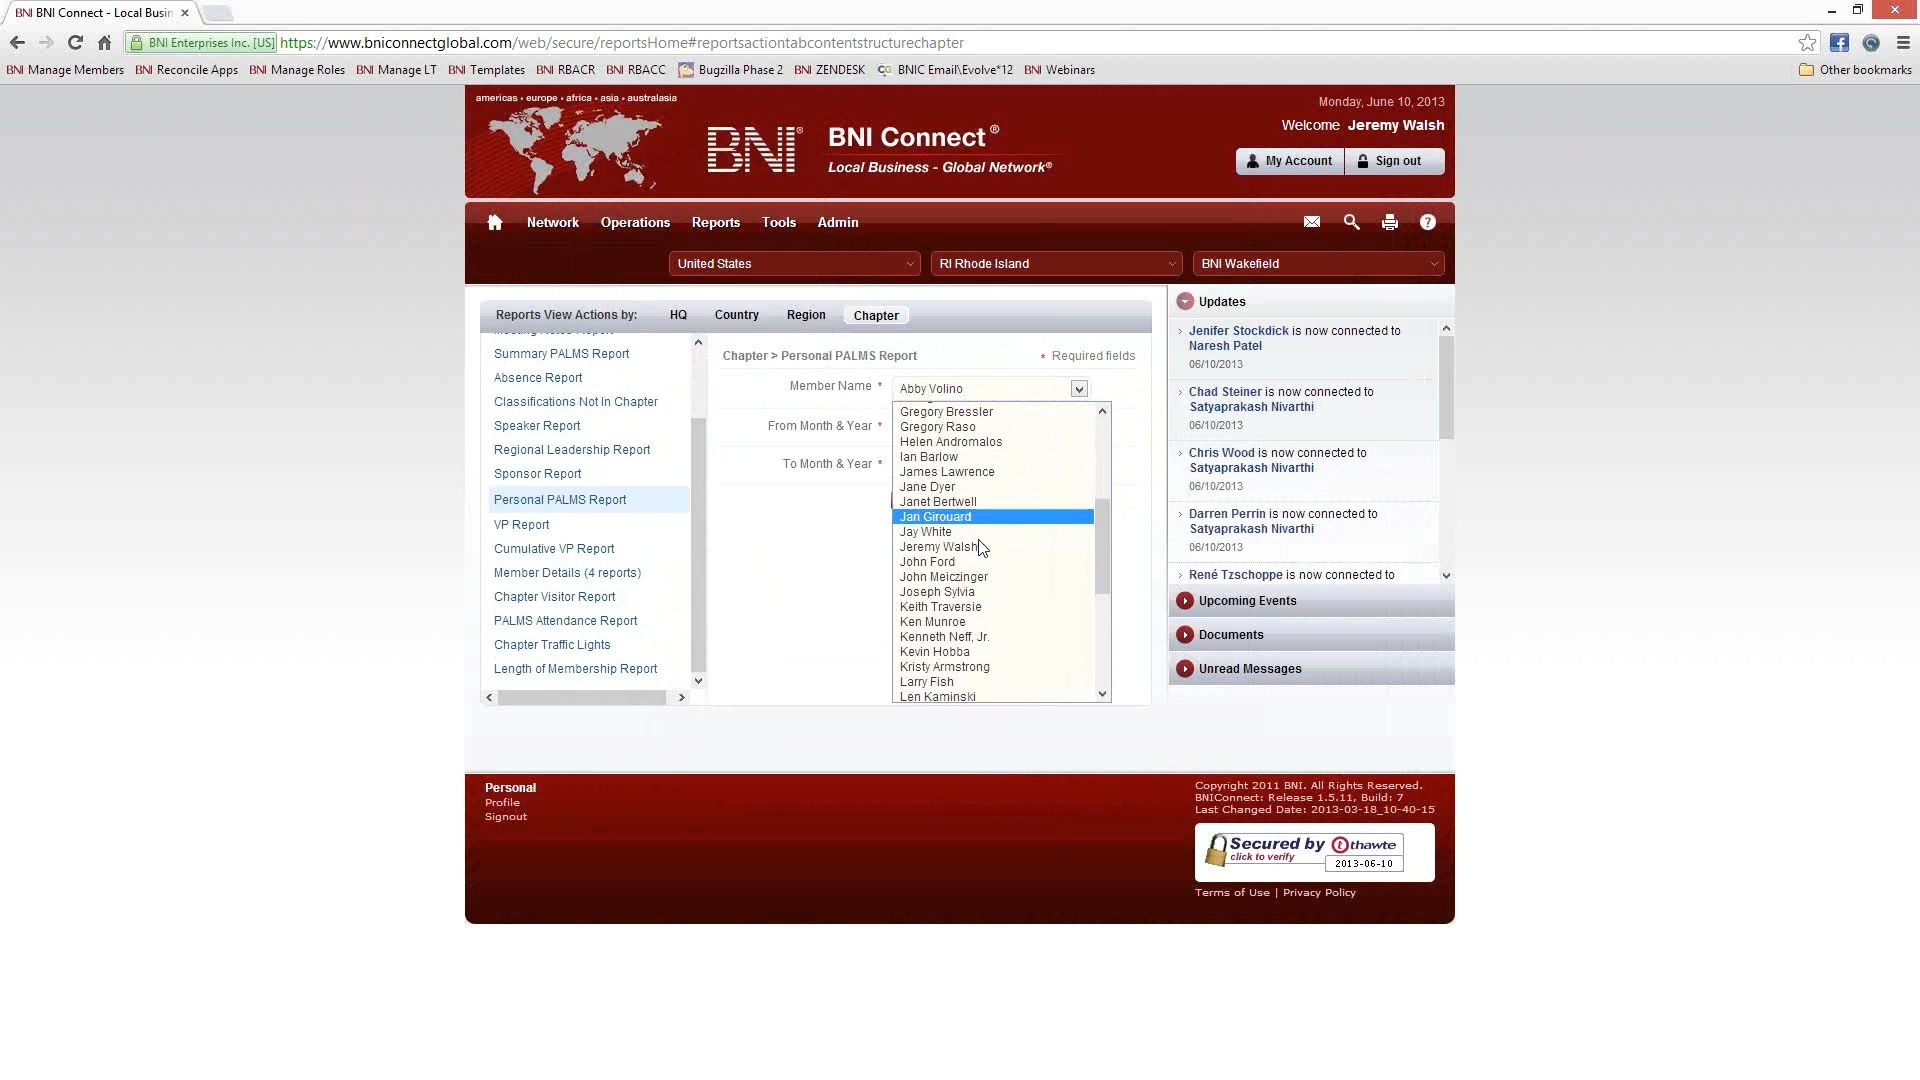 BNI BNI Connect - Local Busin
BNI Enterprises Inc. [US] https://www.bniconnectglobal.com/web/secure/reportsHome#reportsactiontabcontentstructurechapter
BNI Manage Members BNI Reconcile Apps BNI Manage Roles BNI Manage LT BNI Templates BNI RBACR BNI RBACC Bugzilla Phase 2 BNI ZENDESK CG BNIC Email\Evolve*12 BNI Webinars Other bookmarks
americas • europe • africa • asia • australasia
BNI® BNI Connect®
Local Business - Global Network®
Monday, June 10, 2013
Welcome Jeremy Walsh
My Account Sign out
Network Operations Reports Tools Admin
United States RI Rhode Island BNI Wakefield
Reports View Actions by: HQ Country Region Chapter
Summary PALMS Report
Absence Report
Classifications Not In Chapter
Speaker Report
Regional Leadership Report
Sponsor Report
Personal PALMS Report
VP Report
Cumulative VP Report
Member Details (4 reports)
Chapter Visitor Report
PALMS Attendance Report
Chapter Traffic Lights
Length of Membership Report
Chapter > Personal PALMS Report * Required fields
Member Name * Abby Volino
From Month & Year *
To Month & Year *
Gregory Bressler
Gregory Raso
Helen Andromalos
Ian Barlow
James Lawrence
Jane Dyer
Janet Bertwell
Jan Girouard
Jay White
Jeremy Walsh
John Ford
John Meiczinger
Joseph Sylvia
Keith Traversie
Ken Munroe
Kenneth Neff, Jr.
Kevin Hobba
Kristy Armstrong
Larry Fish
Len Kaminski
Updates
Jenifer Stockdick is now connected to
Naresh Patel
06/10/2013
Chad Steiner is now connected to
Satyaprakash Nivarthi
06/10/2013
Chris Wood is now connected to
Satyaprakash Nivarthi
06/10/2013
Darren Perrin is now connected to
Satyaprakash Nivarthi
06/10/2013
René Tzschoppe is now connected to
Upcoming Events
Documents
Unread Messages
Personal
Profile
Signout
Copyright 2011 BNI. All Rights Reserved.
BNIConnect: Release 1.5.11, Build: 7
Last Changed Date: 2013-03-18_10-40-15
Secured by thawte
click to verify
2013-06-10
Terms of Use | Privacy Policy